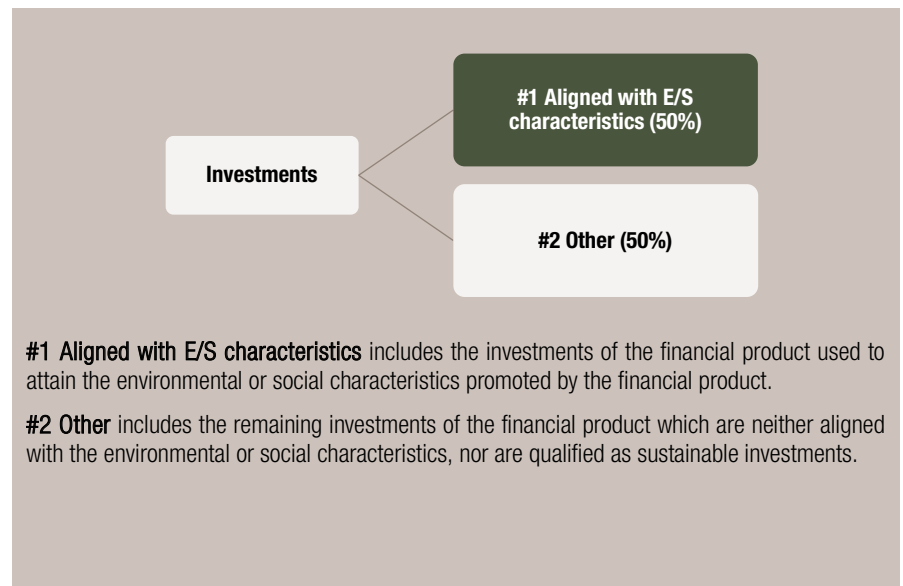 #1 Aligned with E/S
characteristics (50%)
Investments
#2 Other (50%)
#1 Aligned with E/S characteristics includes the investments of the financial product used to
attain the environmental or social characteristics promoted by the financial product.
#2 Other includes the remaining investments of the financial product which are neither aligned
with the environmental or social characteristics, nor are qualified as sustainable investments.